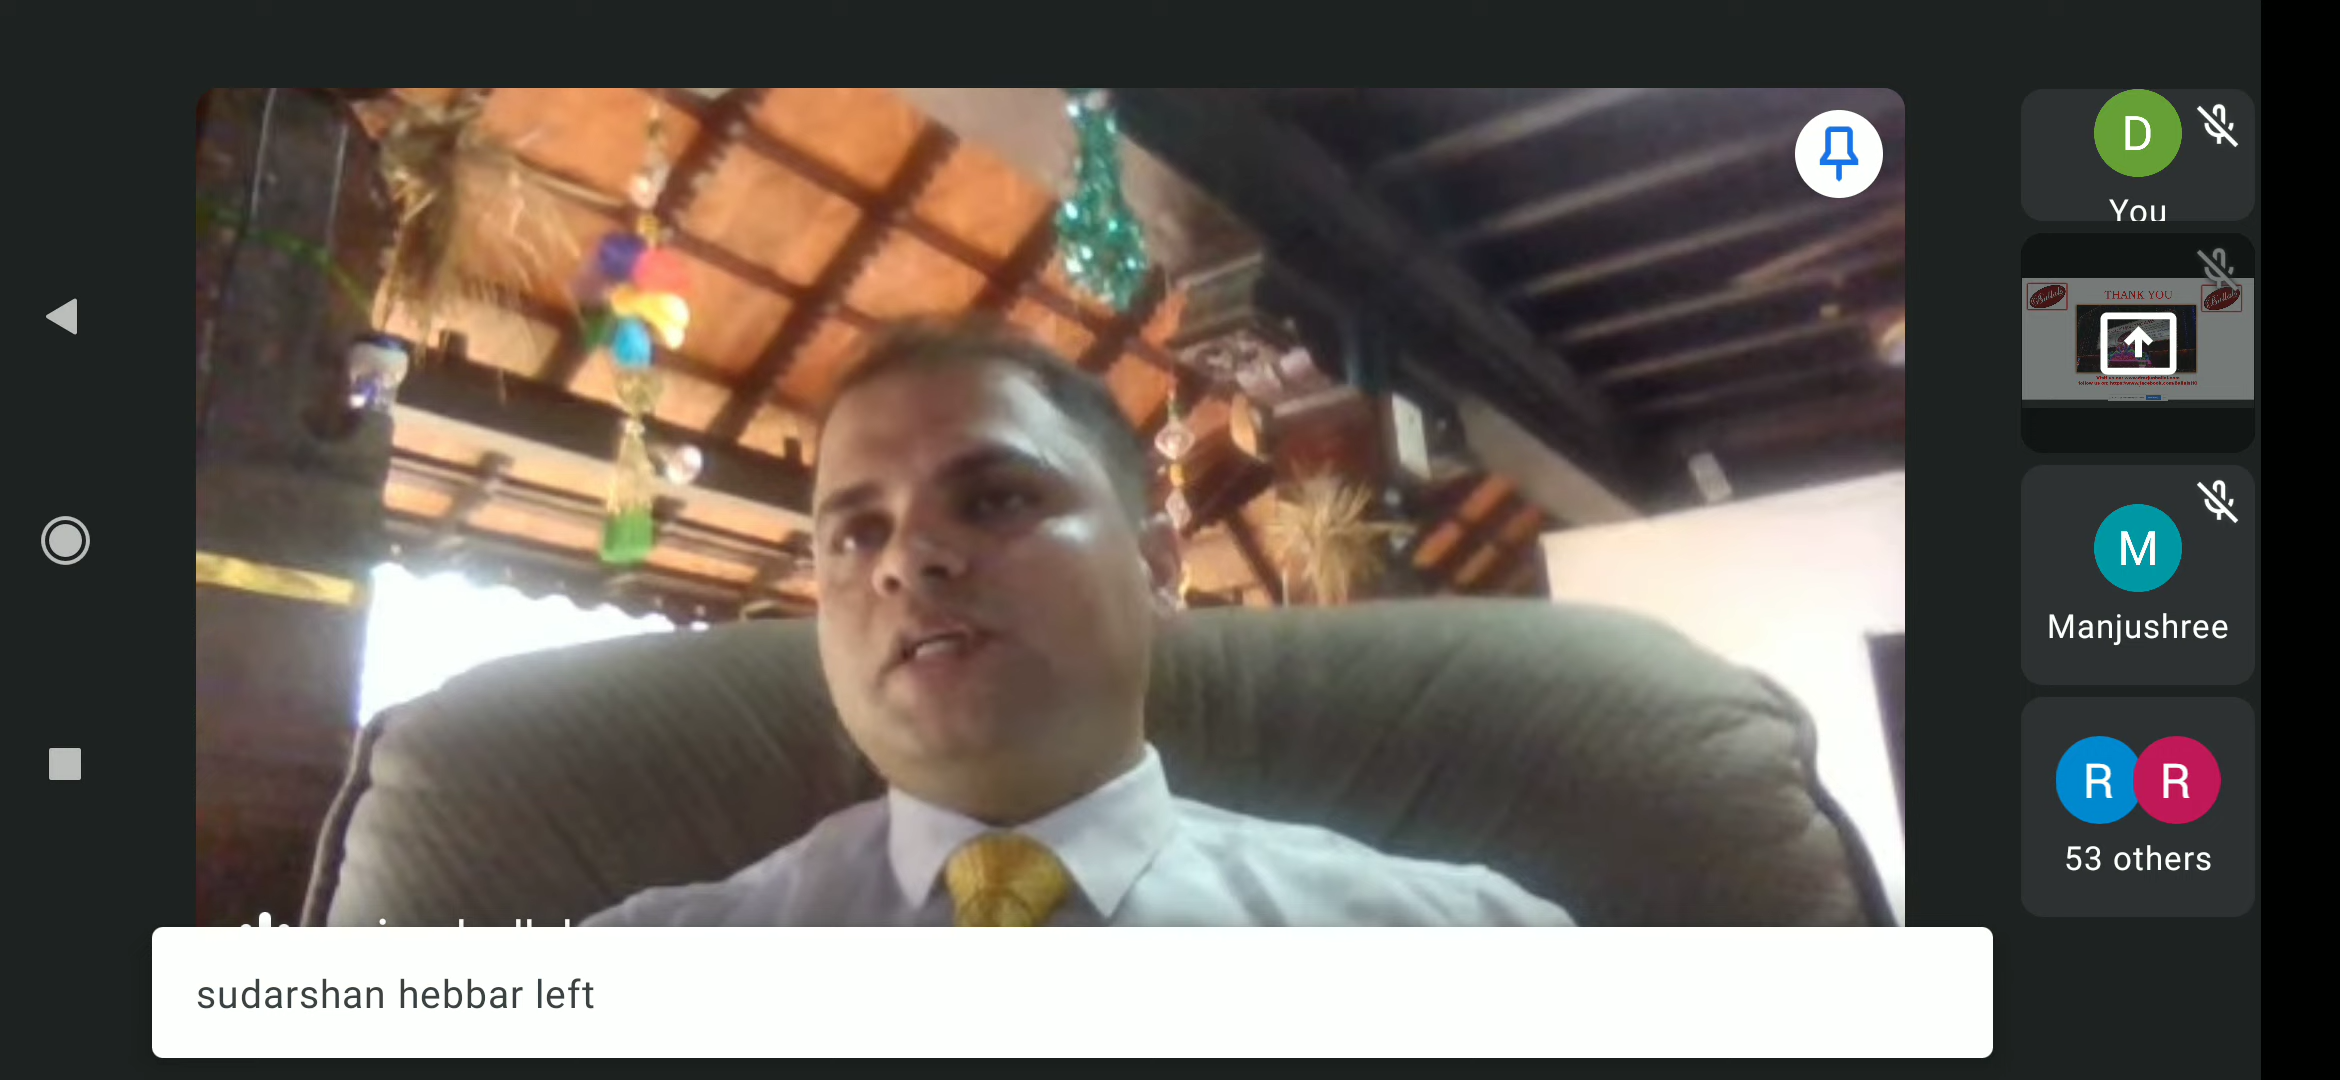 D
You
THANK YOU
M
Manjushree
R R
53 others
sudarshan hebbar left